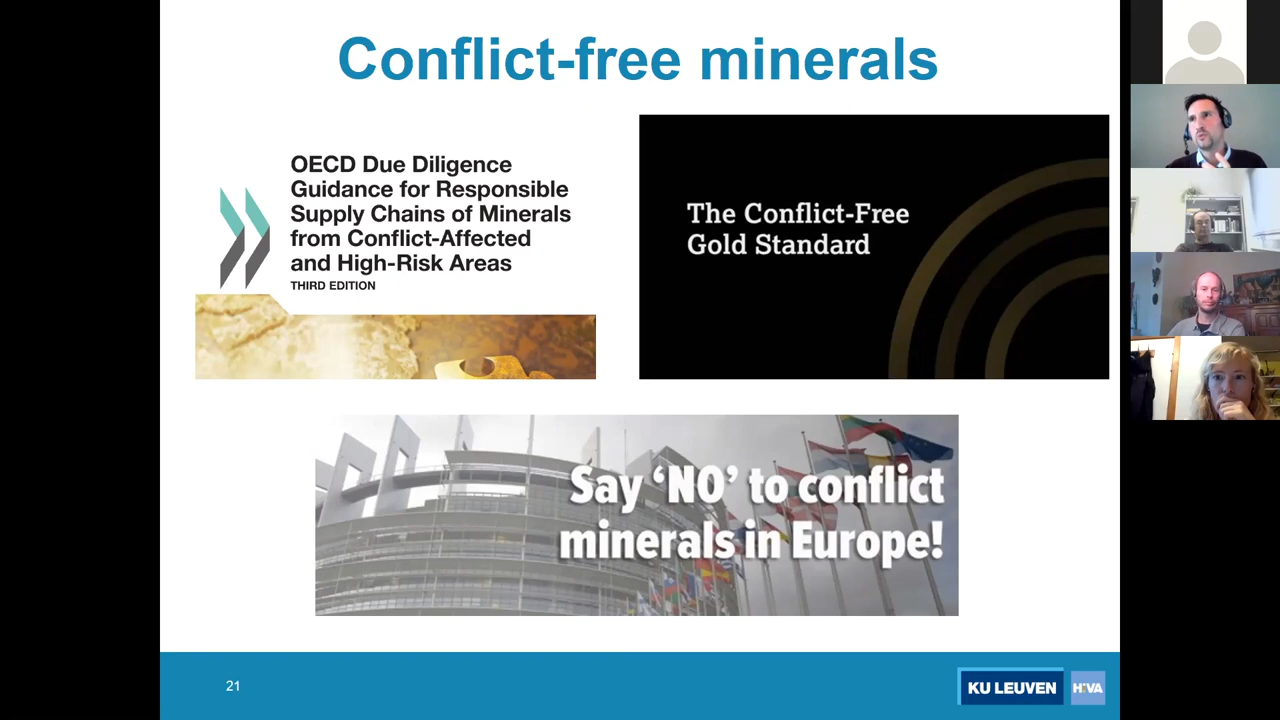 Conflict-free minerals
OECD Due Diligence
Guidance for Responsible
Supply Chains of Minerals
from Conflict-Affected
and High-Risk Areas
THIRD EDITION
The Conflict-Free
Gold Standard
Say ‘NO’ to conflict
minerals in Europe!
21
KU LEUVEN
HIVA